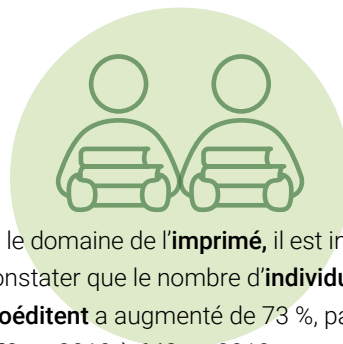 le domaine de l'imprimé, il est in
onstater que le nombre d'individu
oéditent a augmenté de 73 %, pa